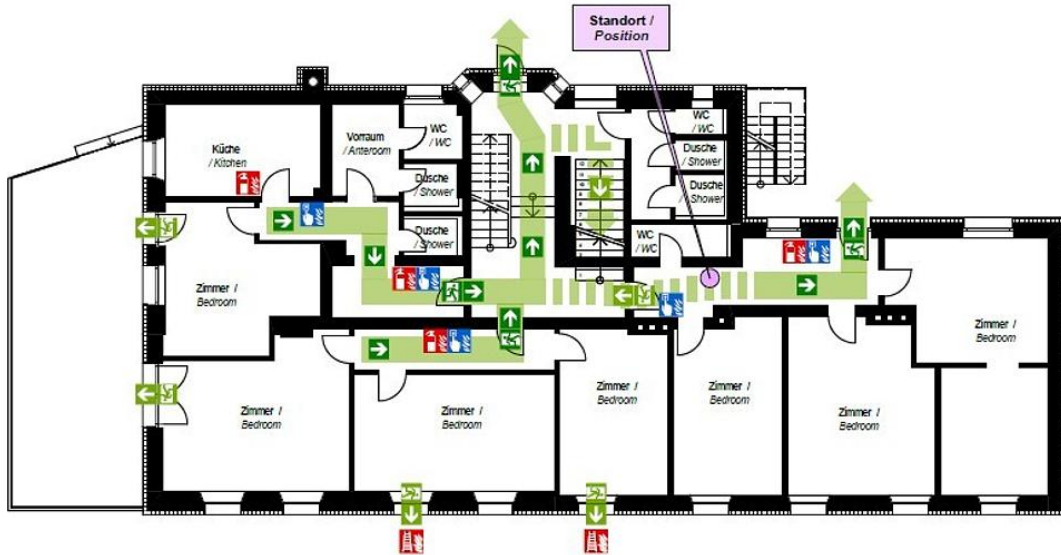 Standort /
Position
Küche
/ Kitchen
Vorraum
/ Anteroom
WC
/ WC
Dusche
/ Shower
Dusche
/ Shower
WC
/ WC
Dusche
/ Shower
Dusche
/ Shower
WC
/ WC
Zimmer /
Bedroom
Zimmer /
Bedroom
Zimmer /
Bedroom
Zimmer /
Bedroom
Zimmer /
Bedroom
Zimmer /
Bedroom
Zimmer /
Bedroom